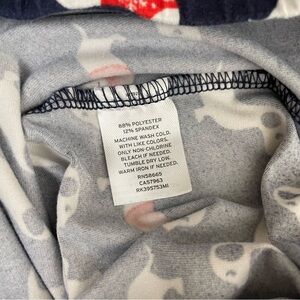 88% POLYESTER
12% SPANDEX
MACHINE WASH COLD.
WITH LIKE COLORS.
ONLY NON-CHLORINE
BLEACH IF NEEDED.
TUMBLE DRY LOW.
WARM IRON IF NEEDED.
RN58665
CA57963
RK395753MI